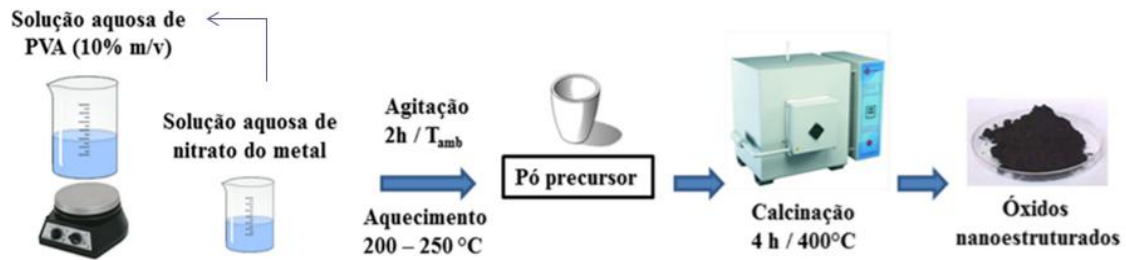 Solução aquosa de
PVA (10% m/v)
Solução aquosa de
nitrato do metal
Agitação
2h / Tamb
Aquecimento
200 – 250 °C
Pó precursor
Calcinação
4 h / 400°C
Óxidos
nanoestruturados